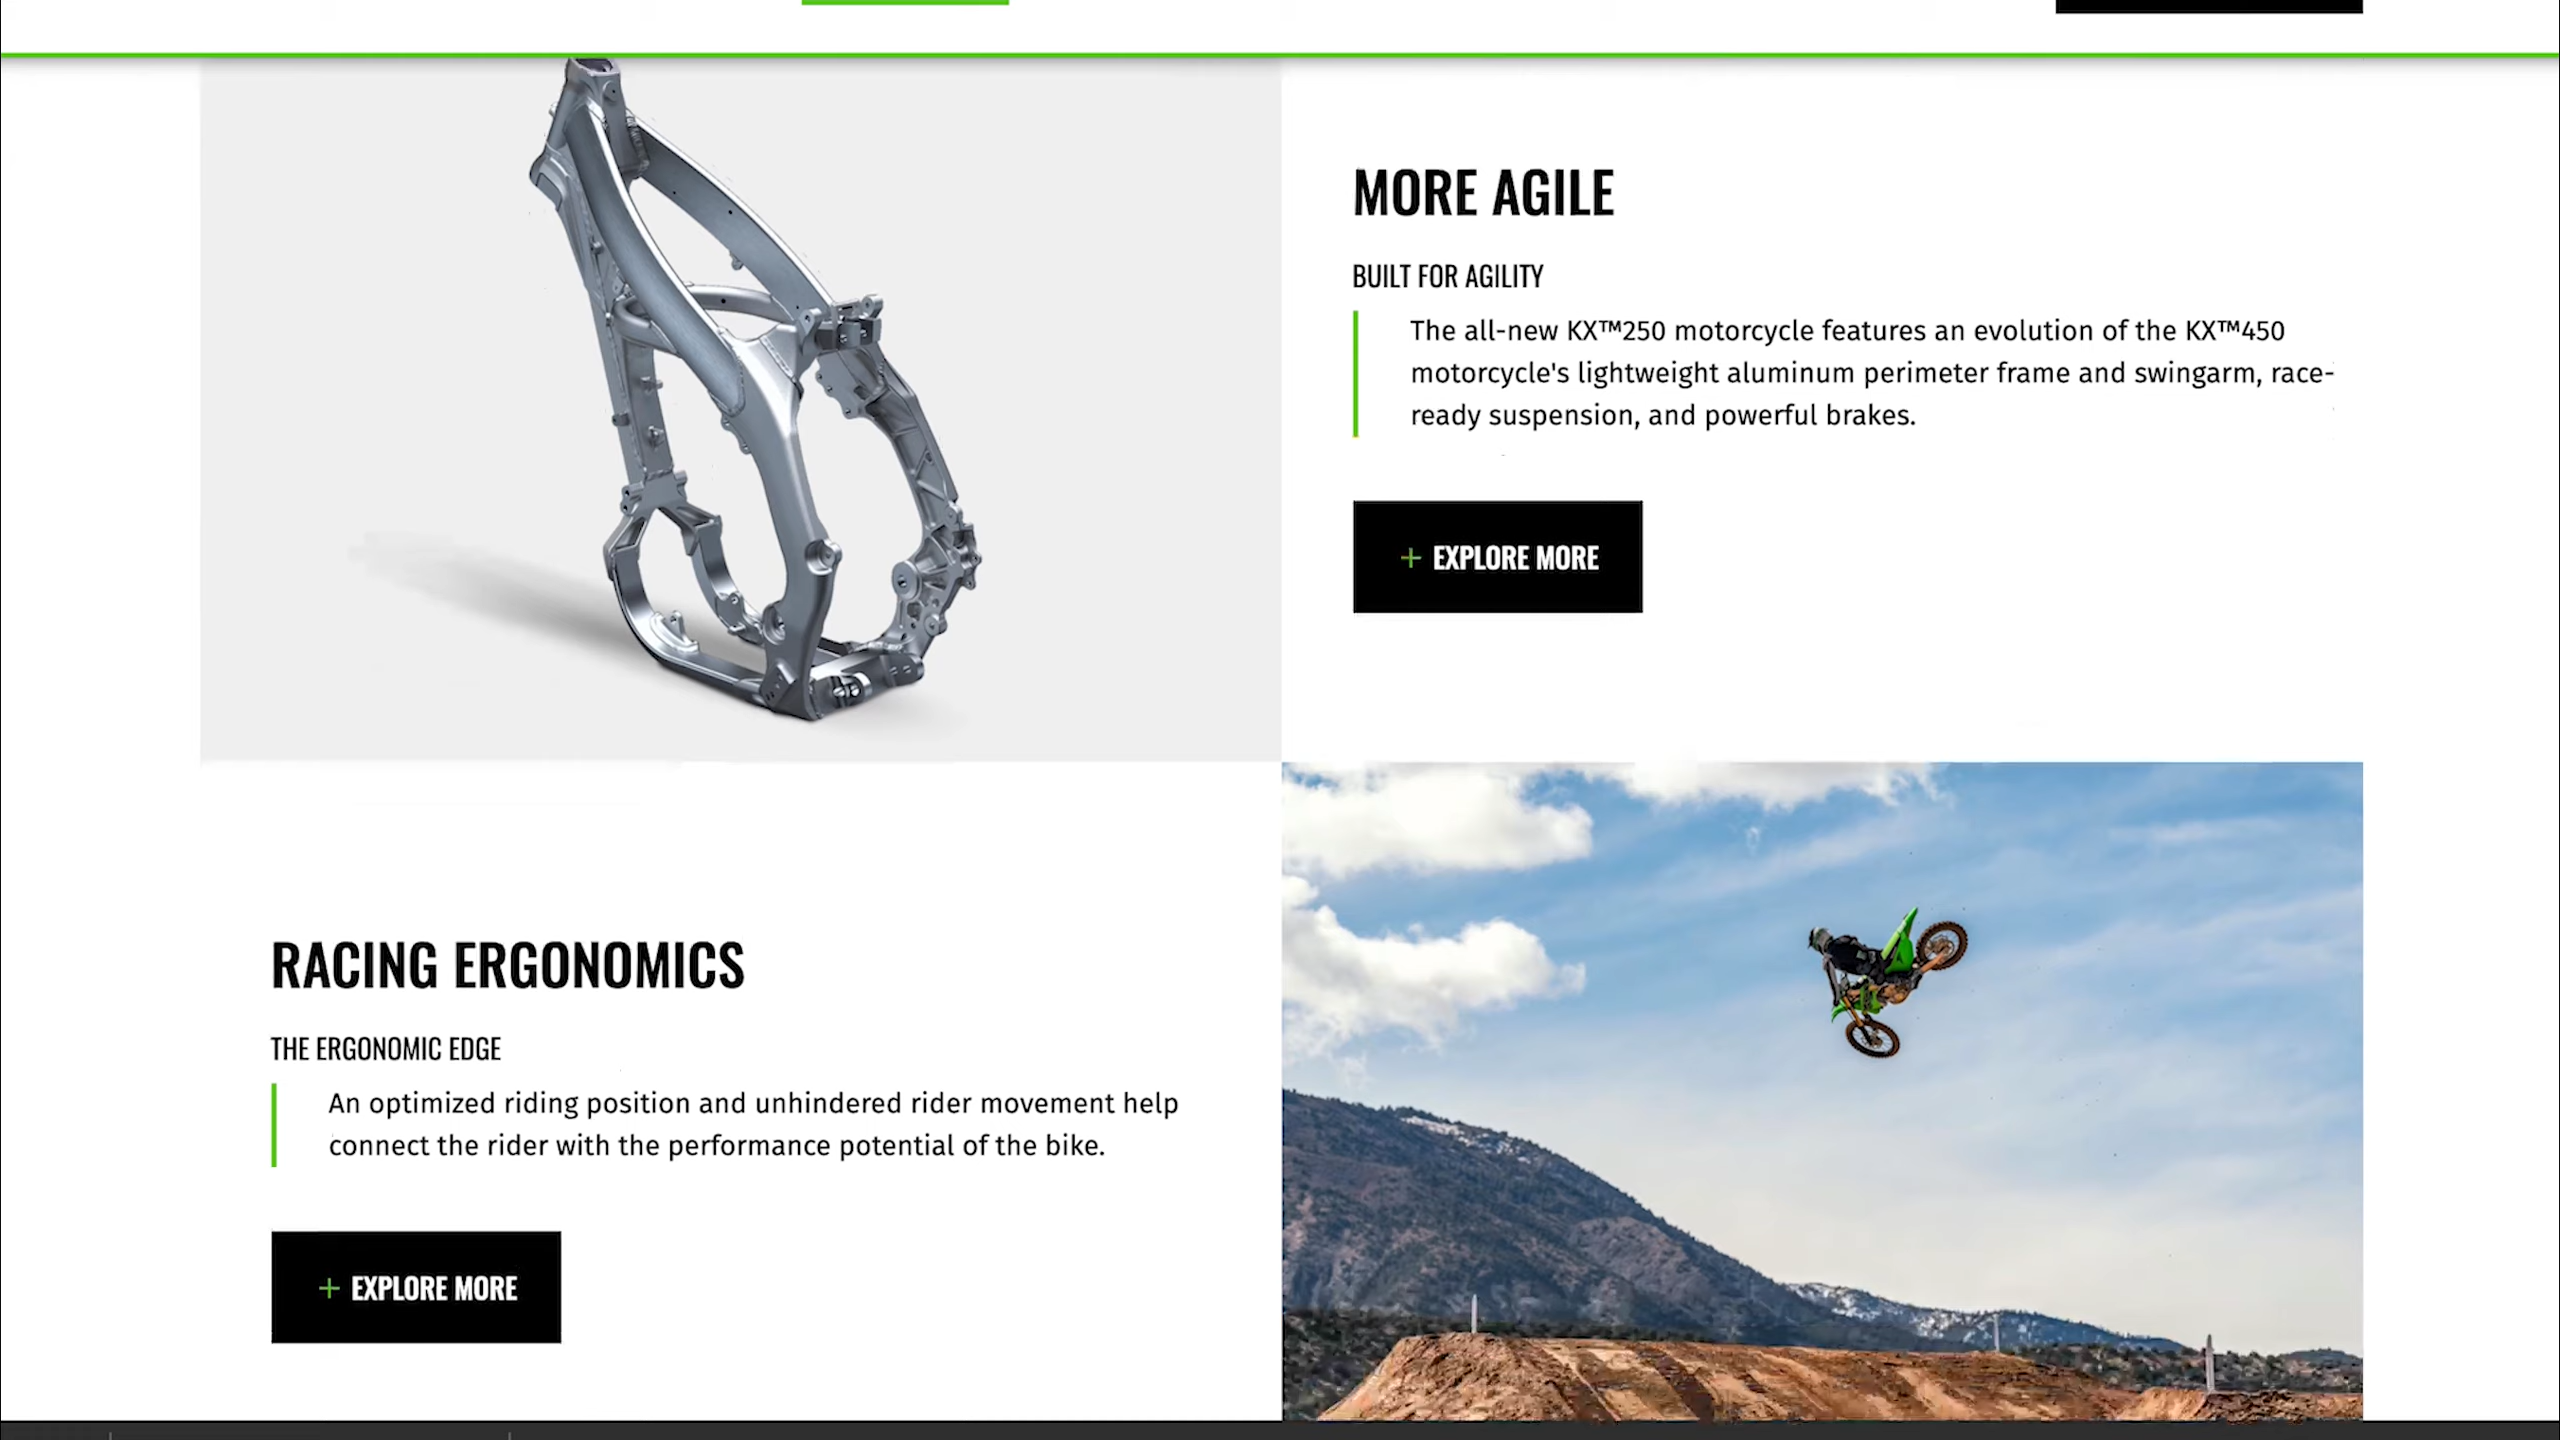 MORE AGILE
BUILT FOR AGILITY
The all-new KX™250 motorcycle features an evolution of the KX™450
motorcycle's lightweight aluminum perimeter frame and swingarm, race-
ready suspension, and powerful brakes.
+ EXPLORE MORE
RACING ERGONOMICS
THE ERGONOMIC EDGE
An optimized riding position and unhindered rider movement help
connect the rider with the performance potential of the bike.
+ EXPLORE MORE